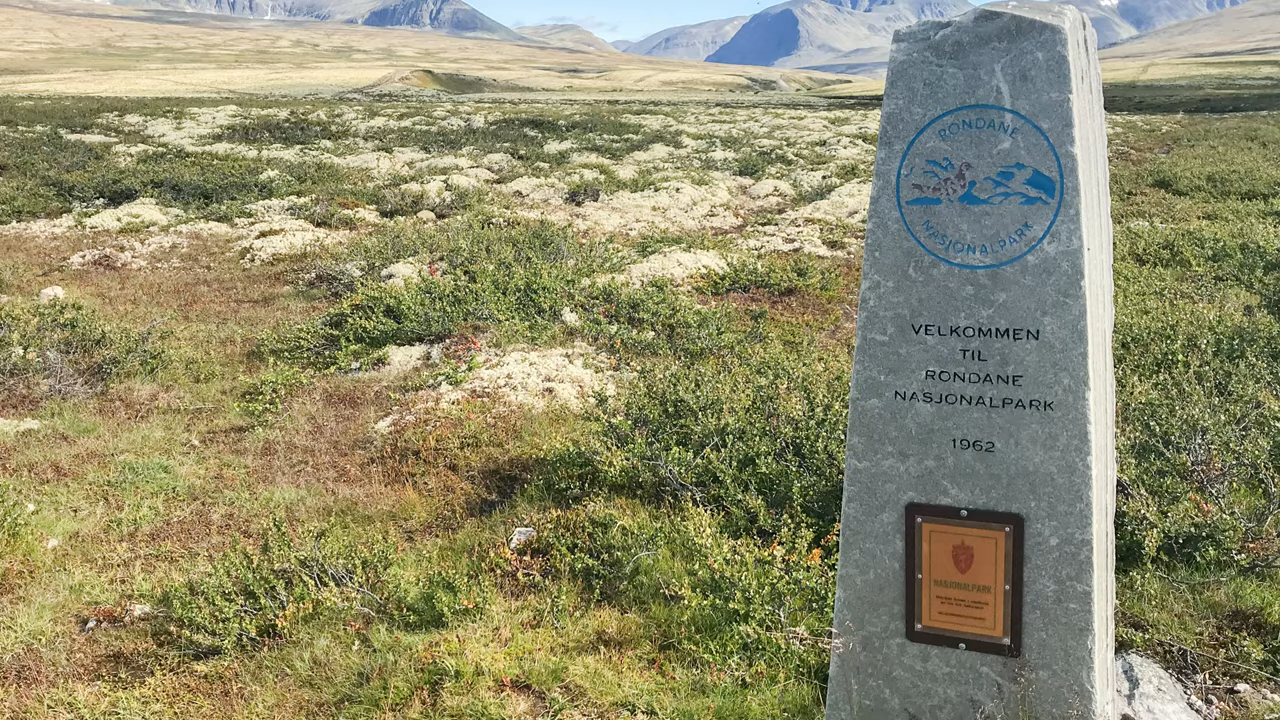 RONDANE
NASJONALPARK
VELKOMMEN
TIL
RONDANE
NASJONALPARK
1962
NASJONALPARK